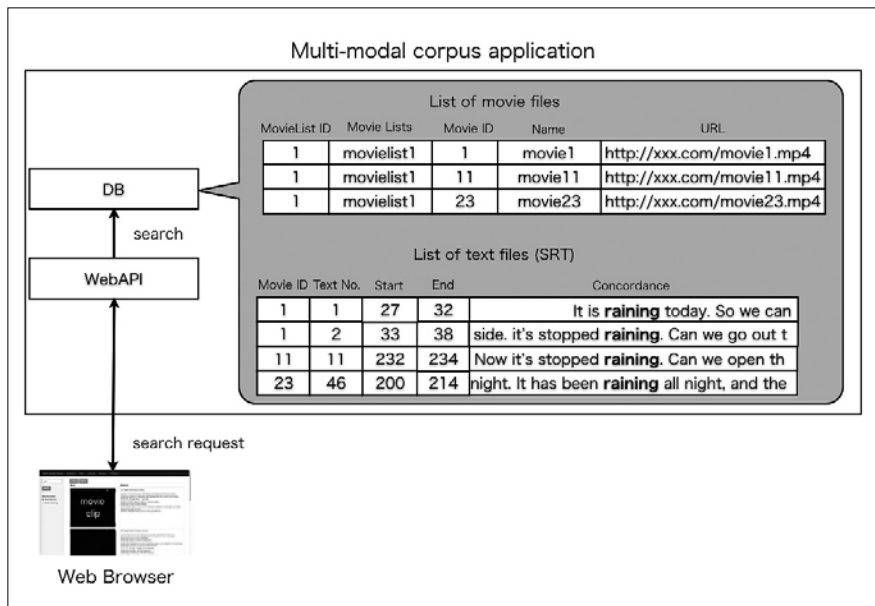 Multi-modal corpus application
List of movie files
MovieList ID Movie Lists Movie ID Name URL
1 movielist1 1 movie1 http://xxx.com/movie1.mp4
1 movielist1 11 movie11 http://xxx.com/movie11.mp4
1 movielist1 23 movie23 http://xxx.com/movie23.mp4
DB
search
WebAPI
List of text files (SRT)
Movie ID Text No. Start End Concordance
1 1 27 32 It is raining today. So we can
1 2 33 38 side. it's stopped raining. Can we go out t
11 11 232 234 Now it's stopped raining. Can we open th
23 46 200 214 night. It has been raining all night, and the
search request
movie
clip
Web Browser